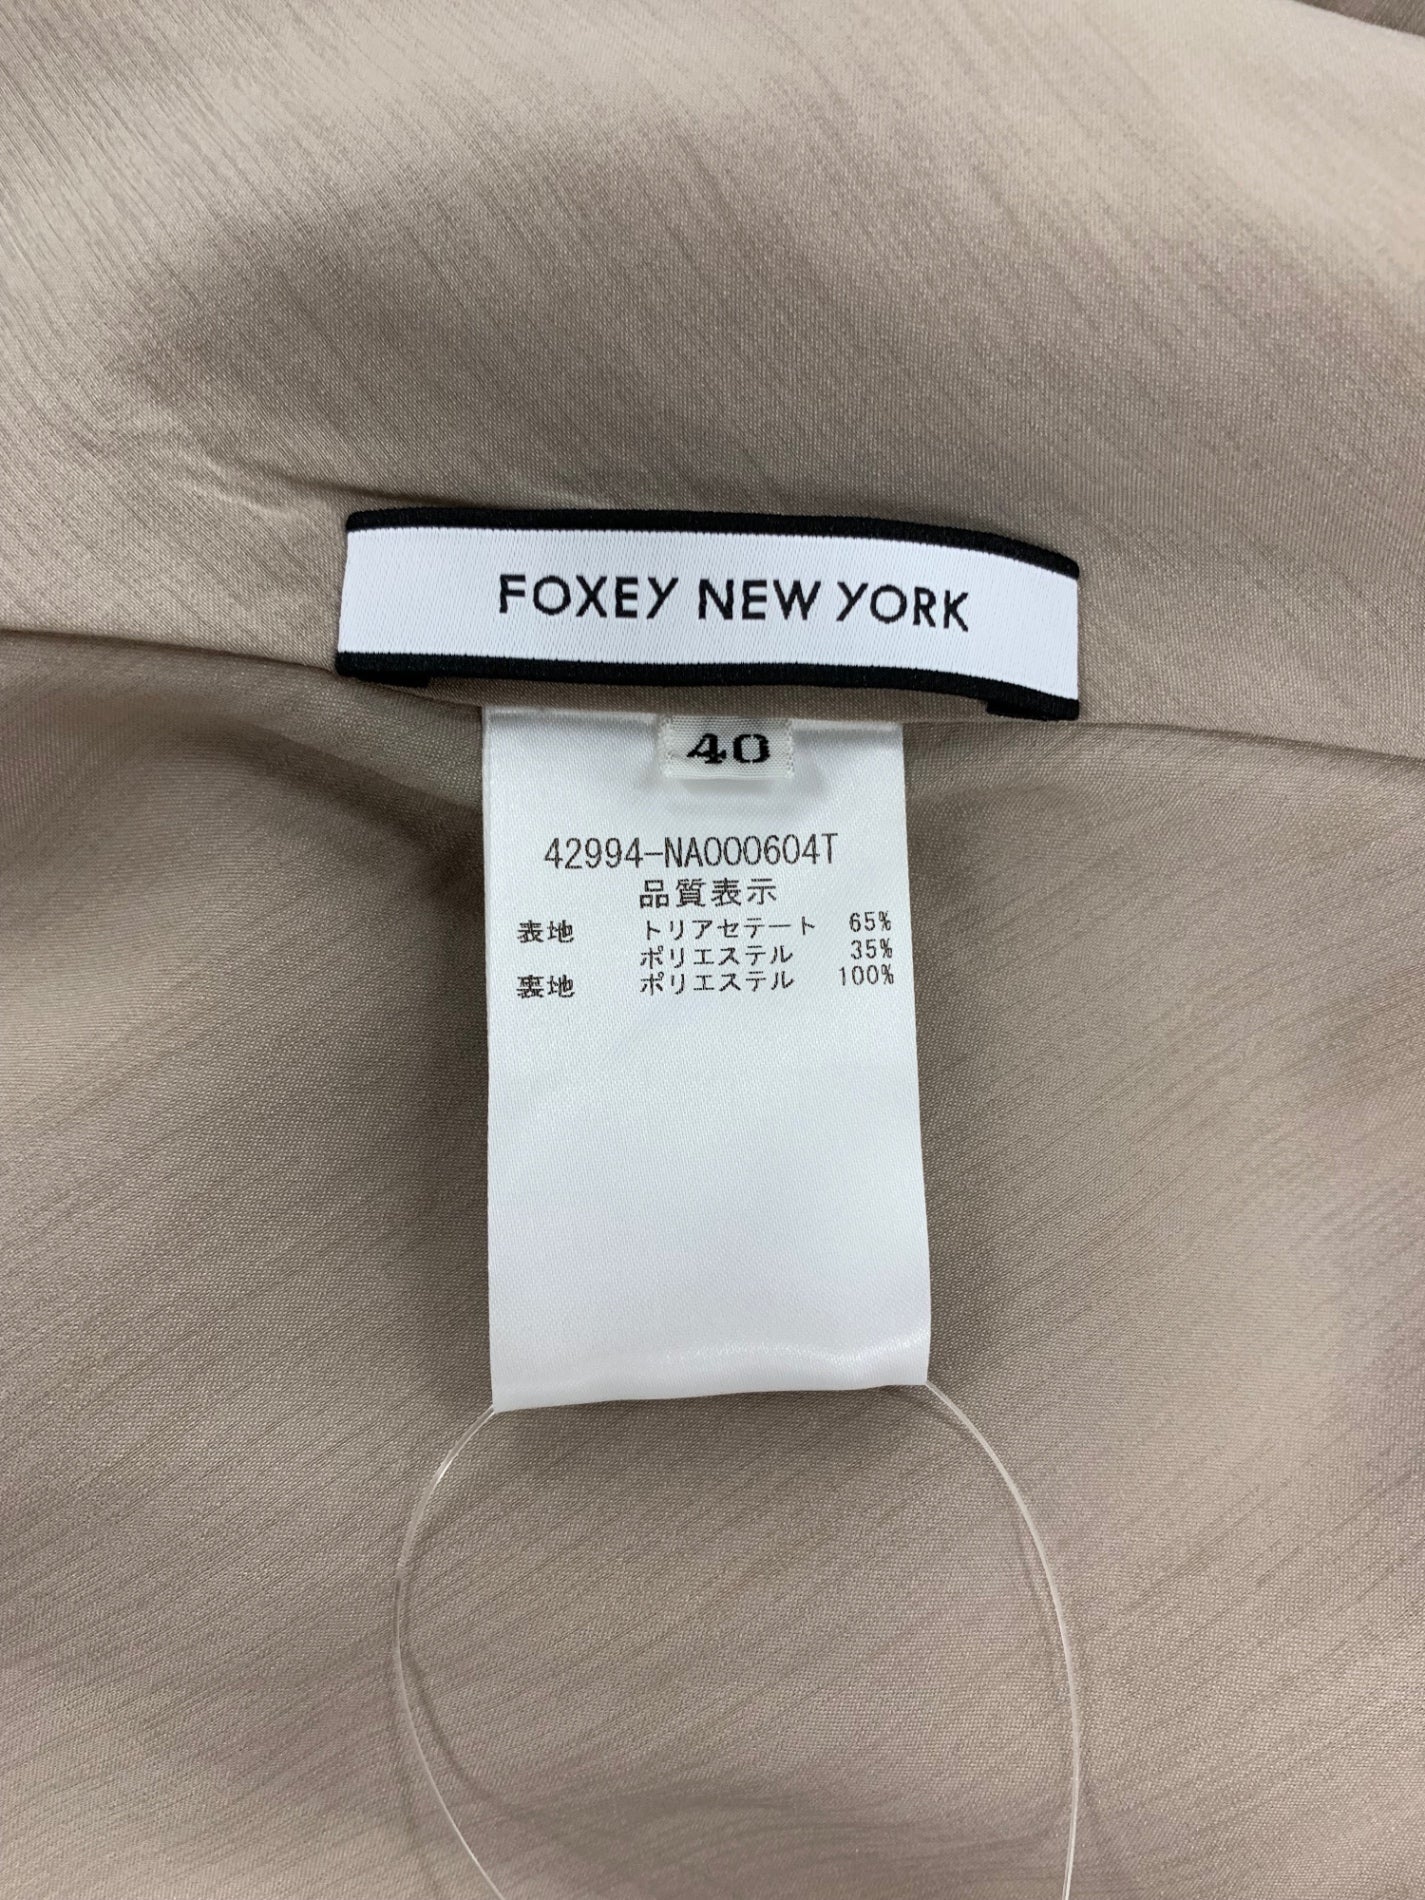 FOXEY NEW YORK
40
42994-NA000604T
品質表示
表地 トリアセテート 65%
ポリエステル 35%
裏地 ポリエステル 100%